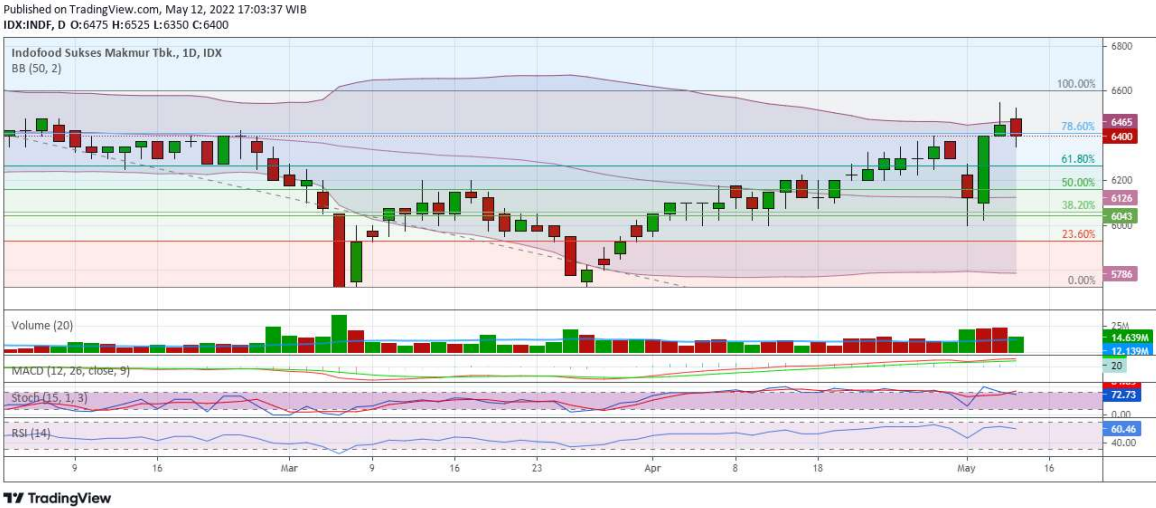 Published on TradingView.com, May 12, 2022 17:03:37 WIB
IDX:INDF, D O:6475 H:6525 L:6350 C:6400
Indofood Sukses Makmur Tbk., 1D, IDX
BB (50, 2)
6800
100.00%
6600
6465
78.60%
6400
61.80%
6200
50.00%
6126
38.20%
6043
6000
23.60%
5786
0.00%
Volume (20)
25M
14.639M
12.139M
MACD (12, 26, close, 9)
20
Stoch (15, 1, 3)
72.73
0.00
RSI (14)
60.46
40.00
9 16 Mar 9 16 23 Apr 8 18 May 16
TradingView